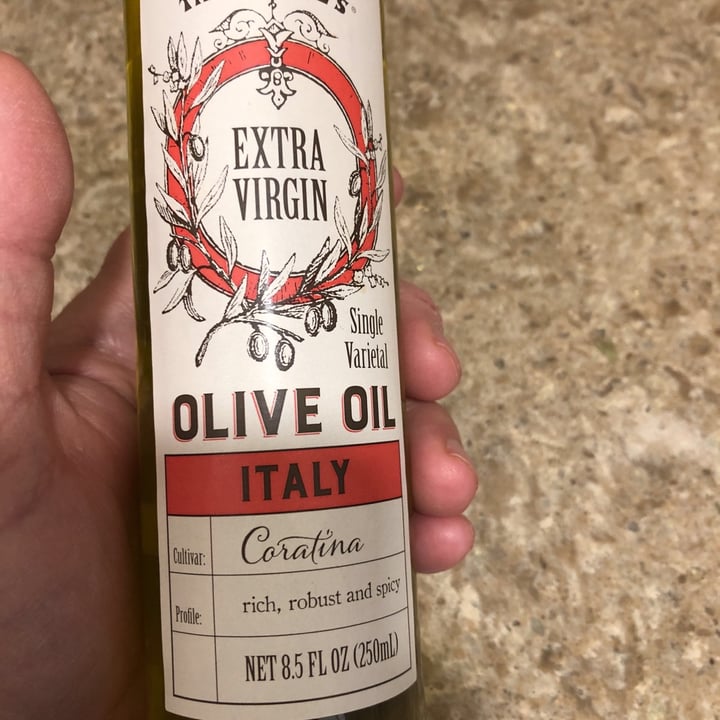 EXTRA
VIRGIN
Single
Varietal
OLIVE OIL
ITALY
Cultivar: Coratina
Profile: rich, robust and spicy
NET 8.5 FL OZ (250mL)